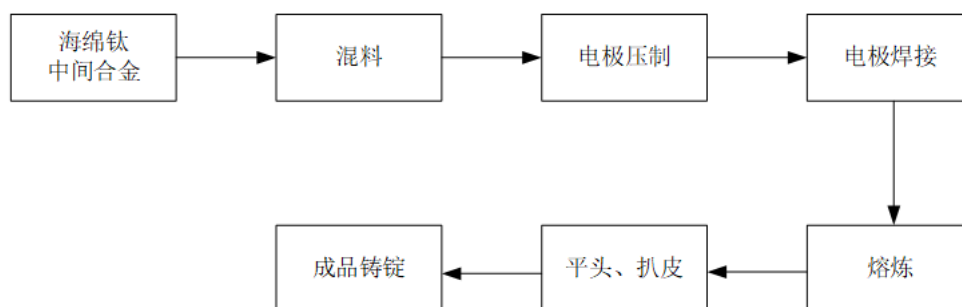 海绵钛
中间合金
混料
电极压制
电极焊接
熔炼
平头、扒皮
成品铸锭